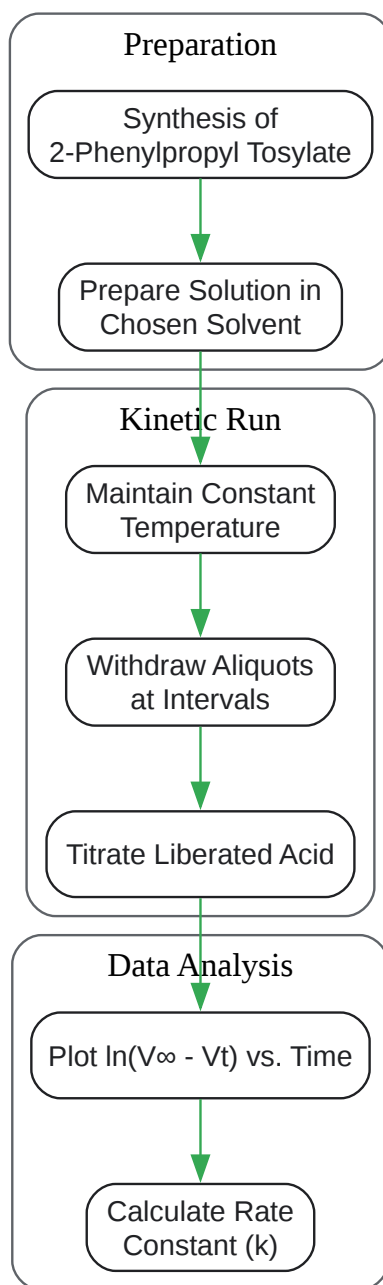 Preparation
Synthesis of
2-Phenylpropyl Tosylate
Prepare Solution in
Chosen Solvent
Kinetic Run
Maintain Constant
Temperature
Withdraw Aliquots
at Intervals
Titrate Liberated Acid
Data Analysis
Plot ln(V∞ - Vt) vs. Time
Calculate Rate
Constant (k)